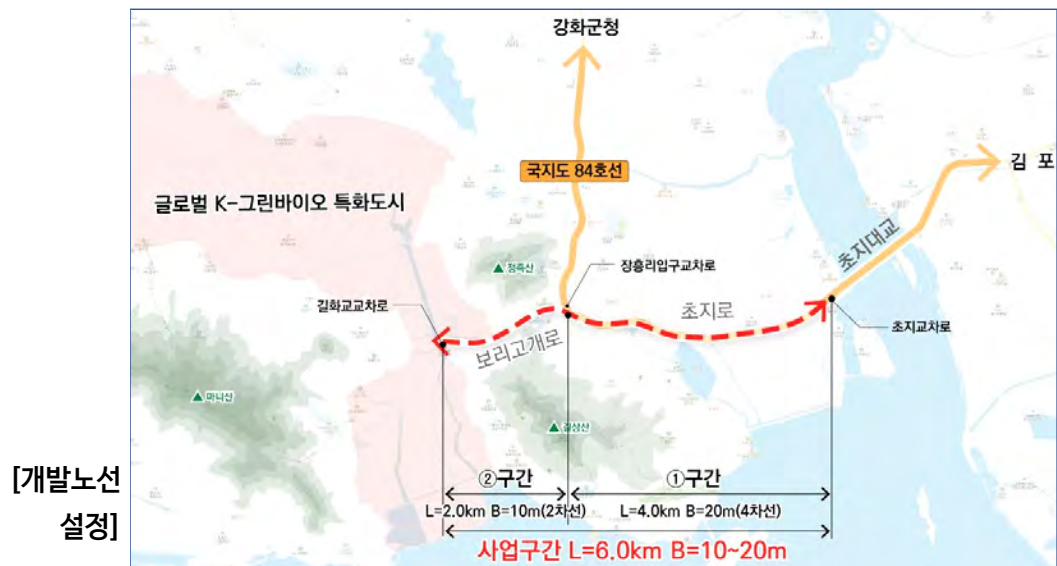 강화군청
김 포
국지도 84호선
글로벌 K-그린바이오 특화도시
초지대교
▲정족산
장흥리입구교차로
길화교교차로
초지로
초지교차로
보리고개로
▲마니산
▲길상산
[개발노선
설정]
②구간
①구간
L=2.0km B=10m(2차선)
L=4.0km B=20m(4차선)
사업구간 L=6.0km B=10~20m